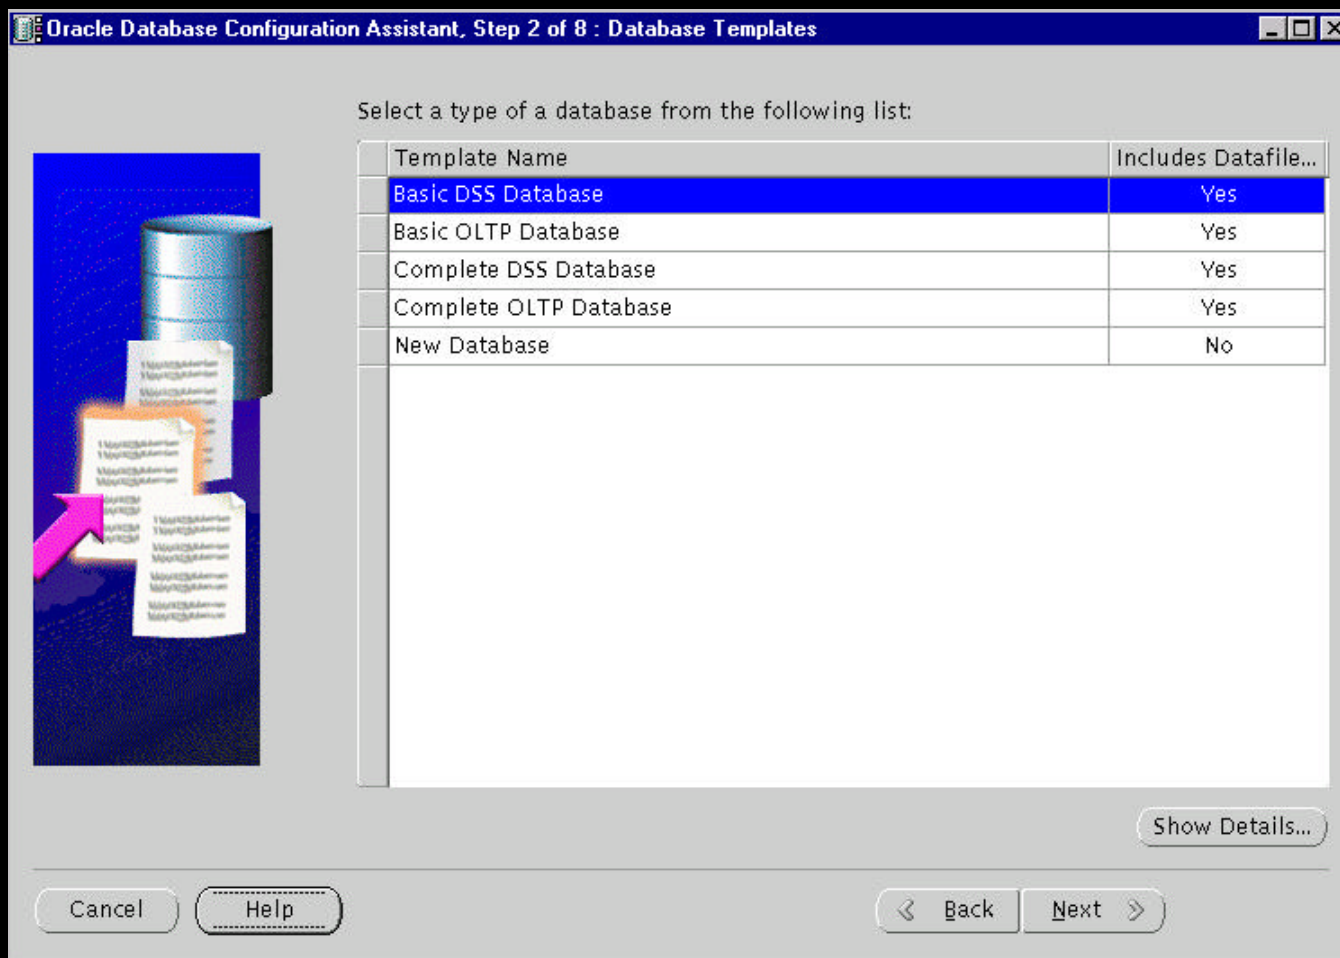 Oracle Database Configuration Assistant, Step 2 of 8 : Database Templates
Select a type of a database from the following list:
Template Name Includes Datafile...
Basic DSS Database Yes
Basic OLTP Database Yes
Complete DSS Database Yes
Complete OLTP Database Yes
New Database No
Show Details...
Cancel Help Back Next